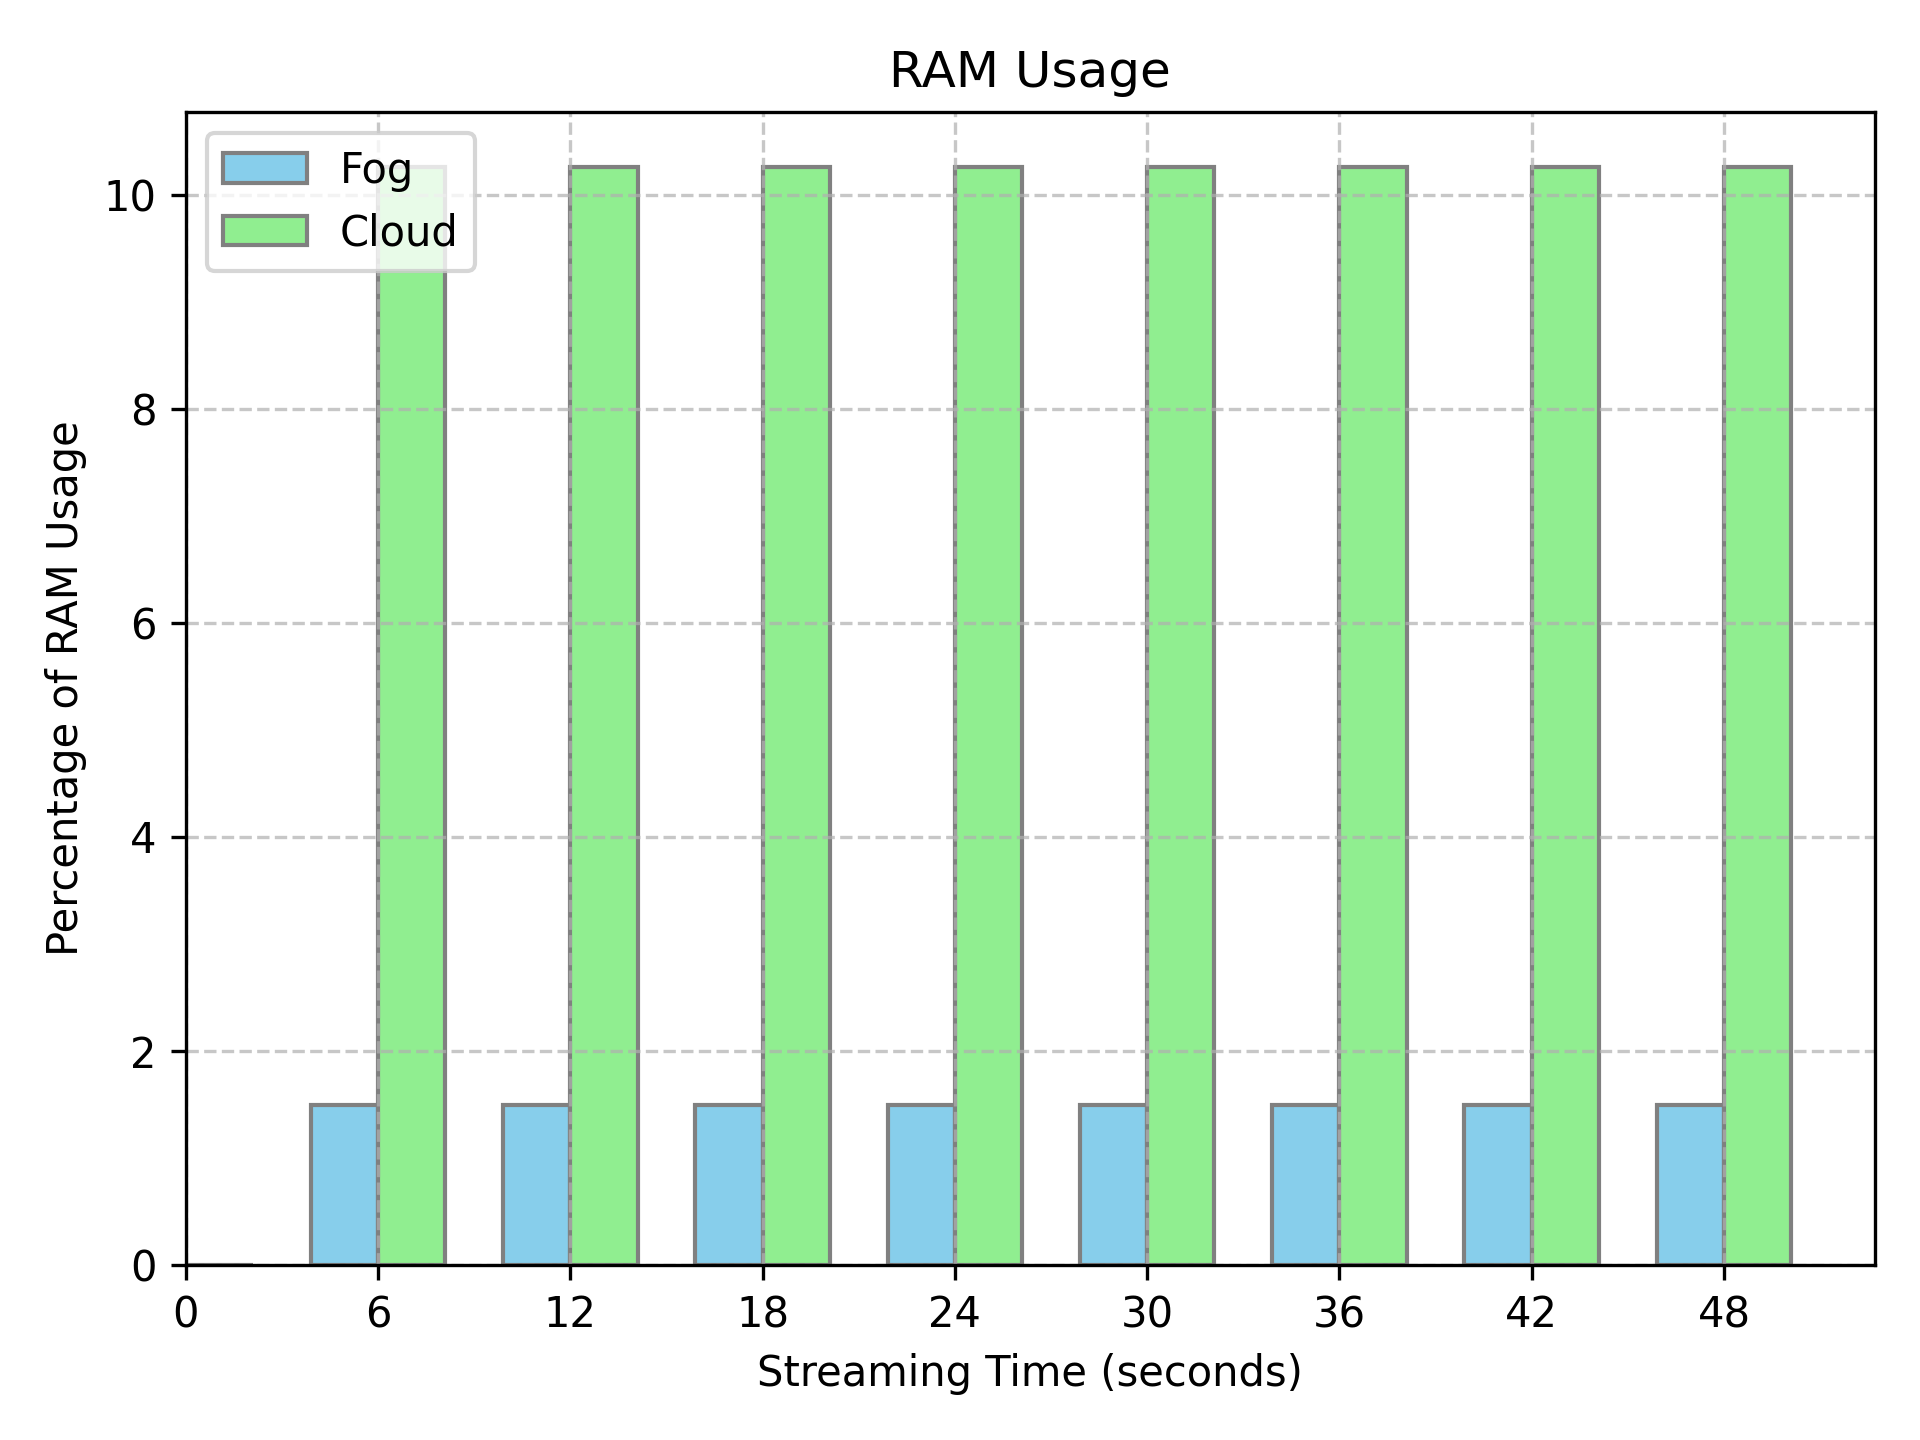 RAM Usage
Fog
Cloud
Percentage of RAM Usage
10
8
6
4
2
0
0 6 12 18 24 30 36 42 48
Streaming Time (seconds)